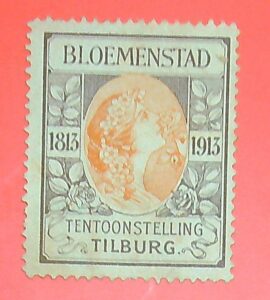 BLOEMENSTAD
1813 1913
TENTOONSTELLING
TILBURG.